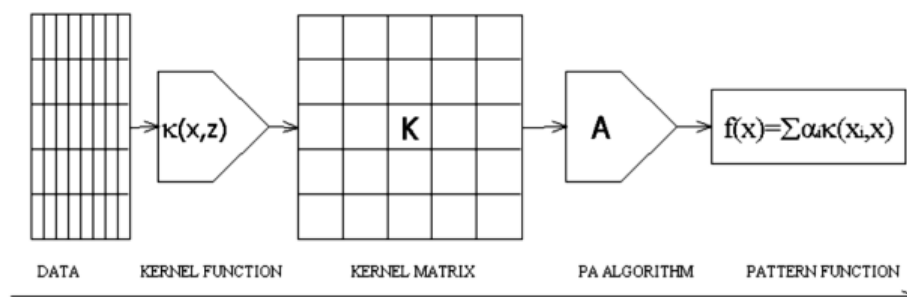 κ(x,z)
K
A
f(x)=∑αᵢκ(xᵢ,x)
DATA
KERNEL FUNCTION
KERNEL MATRIX
PA ALGORITHM
PATTERN FUNCTION